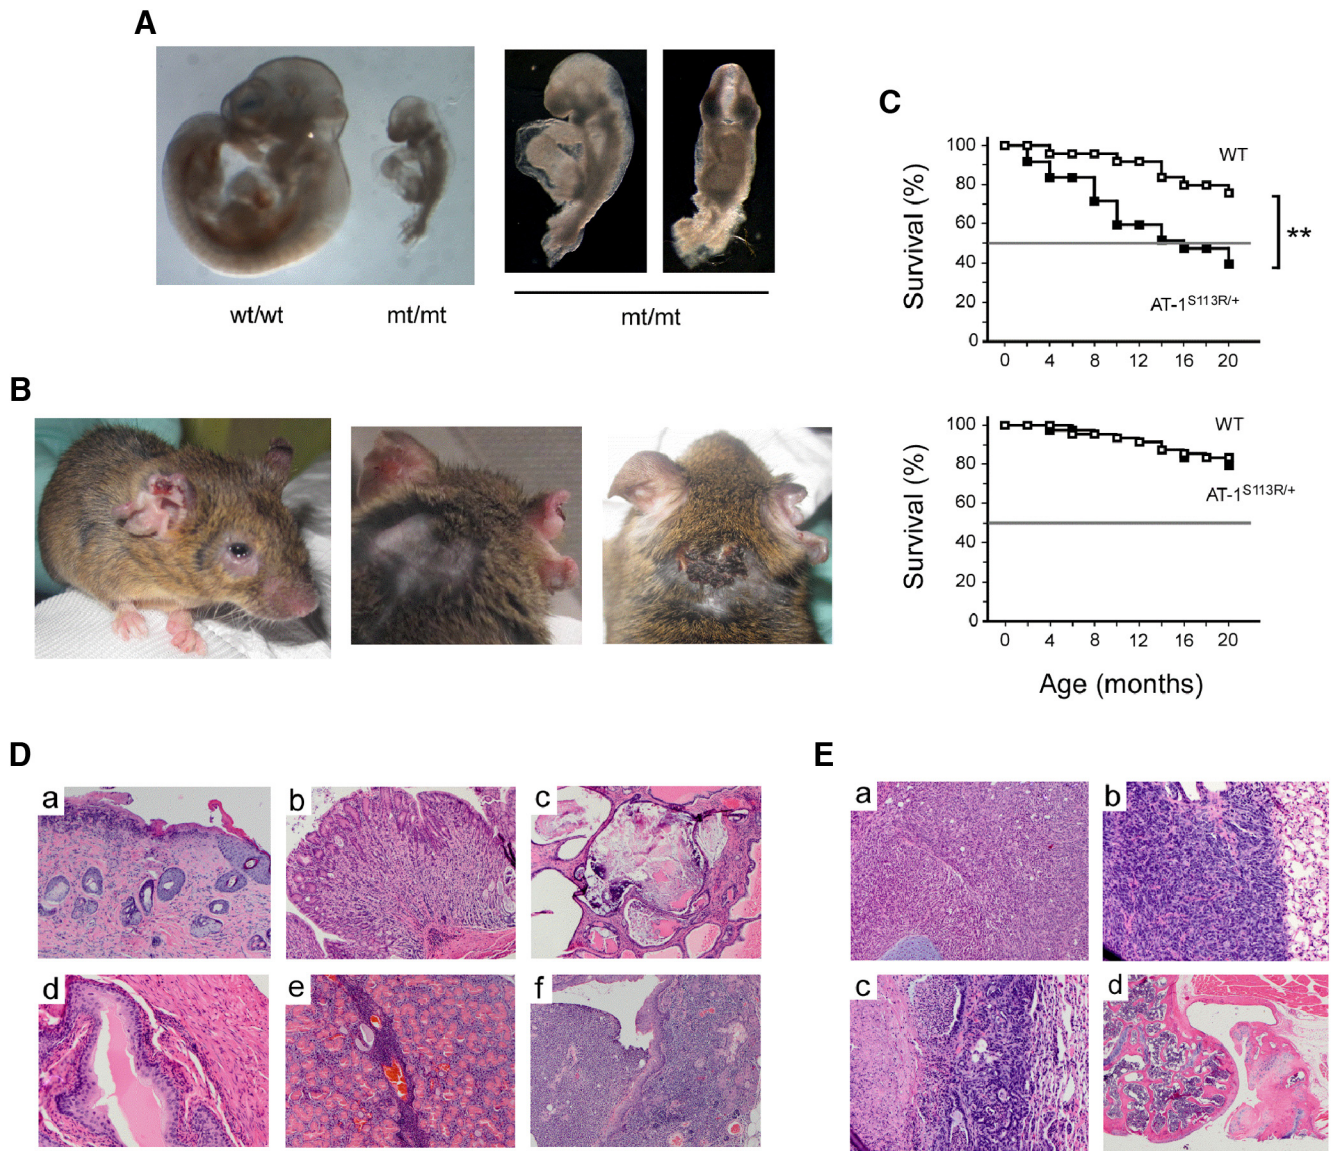 A
wt/wt
mt/mt
mt/mt
B
C
Survival (%)
100
80
60
40
20
0
WT
**
AT-1S113R/+
0 4 8 12 16 20
Survival (%)
100
80
60
40
20
0
WT
AT-1S113R/+
0 4 8 12 16 20
Age (months)
D
a
b
c
d
e
f
E
a
b
c
d